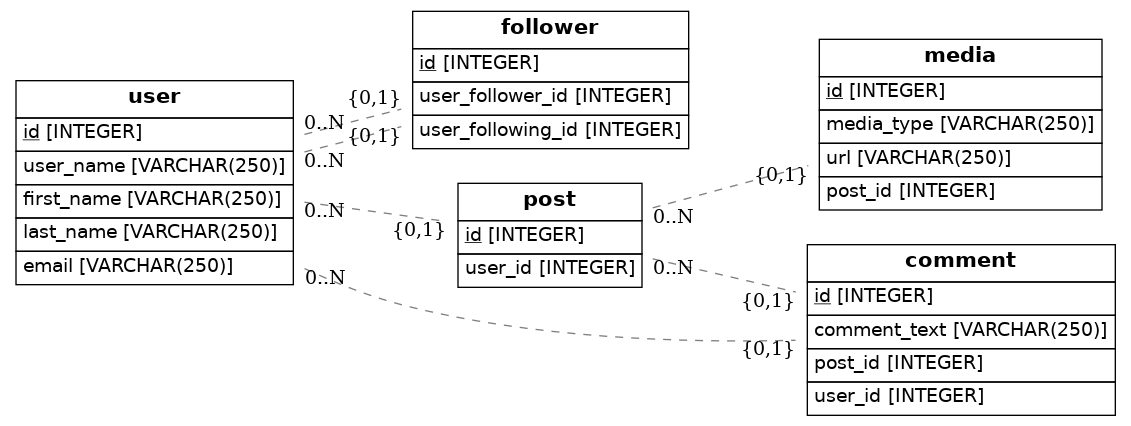 user
id [INTEGER]
user_name [VARCHAR(250)]
first_name [VARCHAR(250)]
last_name [VARCHAR(250)]
email [VARCHAR(250)]
0..N
{0,1}
0..N
{0,1}
0..N
{0,1}
0..N
{0,1}
follower
id [INTEGER]
user_follower_id [INTEGER]
user_following_id [INTEGER]
post
id [INTEGER]
user_id [INTEGER]
0..N
{0,1}
0..N
{0,1}
media
id [INTEGER]
media_type [VARCHAR(250)]
url [VARCHAR(250)]
post_id [INTEGER]
comment
id [INTEGER]
comment_text [VARCHAR(250)]
post_id [INTEGER]
user_id [INTEGER]